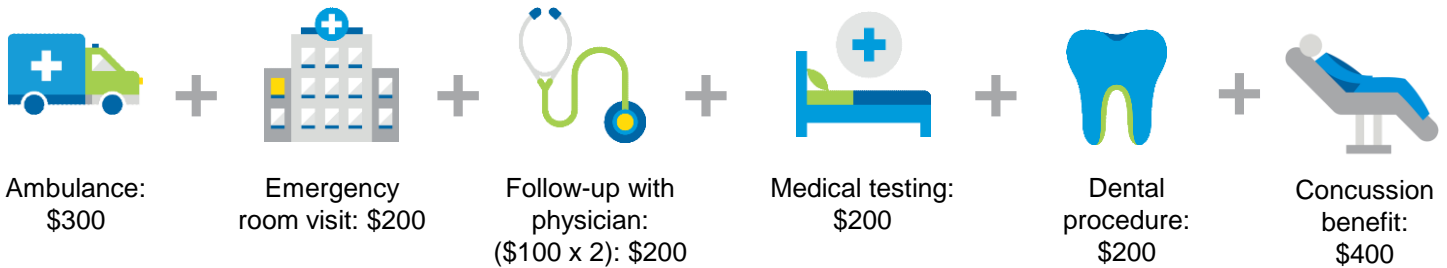 Ambulance:
$300
Emergency
room visit: $200
Follow-up with
physician:
($100 x 2): $200
Medical testing:
$200
Dental
procedure:
$200
Concussion
benefit:
$400